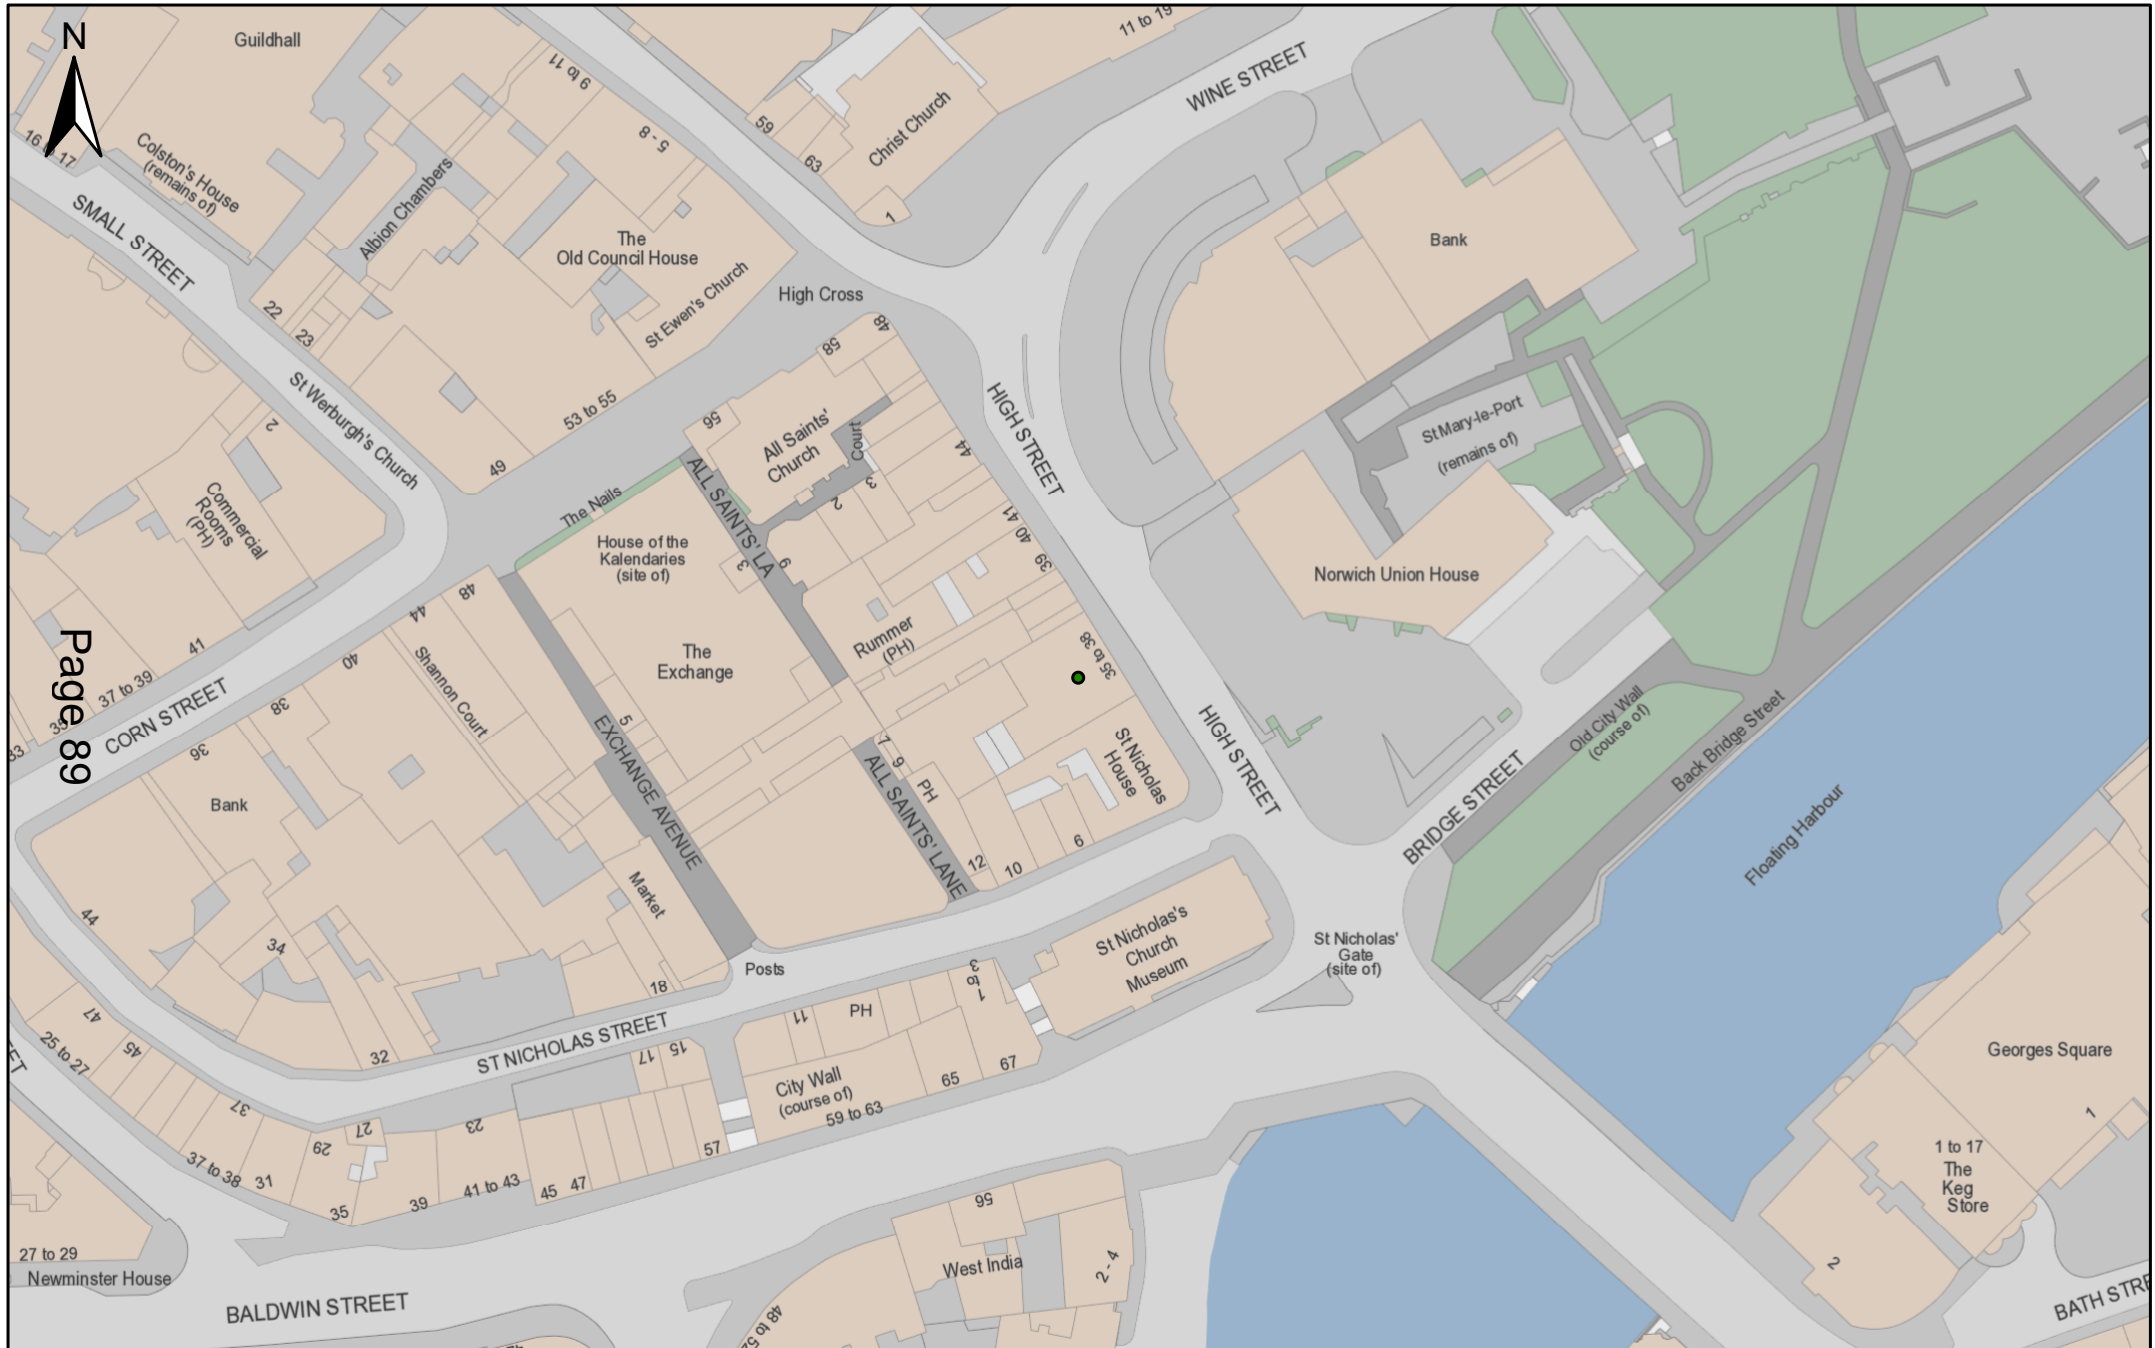 N
Guildhall
16 to 17
Colston's House
(remains of)
SMALL STREET
Albion Chambers
9 to 11
5 - 8
11 to 19
59
63
Christ Church
1
WINE STREET
The
Old Council House
St Ewen's Church
High Cross
22
23
St Werburgh's Church
53 to 55
49
2
Commercial
Rooms
(PH)
48
58
56
All Saints'
Church
Court
44
3
2
HIGH STREET
Bank
St Mary-le-Port
(remains of)
Norwich Union House
The Nails
ALL SAINTS' LA
House of the
Kalendaries
(site of)
3
9
40 41
39
35 to 38
Rummer
(PH)
The
Exchange
5
41
37 to 39
35
33
CORN STREET
Page 89
48
44
40
38
36
Shannon Court
Bank
EXCHANGE AVENUE
7
9
PH
ALL SAINTS' LANE
St Nicholas
House
12
10
6
HIGH STREET
BRIDGE STREET
Old City Wall
(course of)
Back Bridge Street
Floating Harbour
Market
44
34
18
Posts
32
ST NICHOLAS STREET
St Nicholas's
Church
Museum
St Nicholas'
Gate
(site of)
1 to 3
11
PH
17
15
City Wall
(course of)
59 to 63
65
67
57
47
25 to 27
45
37
37 to 38
31
29
27
23
35
39
41 to 43
45
47
27 to 29
Newminster House
BALDWIN STREET
56
West India
2 - 4
Georges Square
1
1 to 17
The
Keg
Store
2